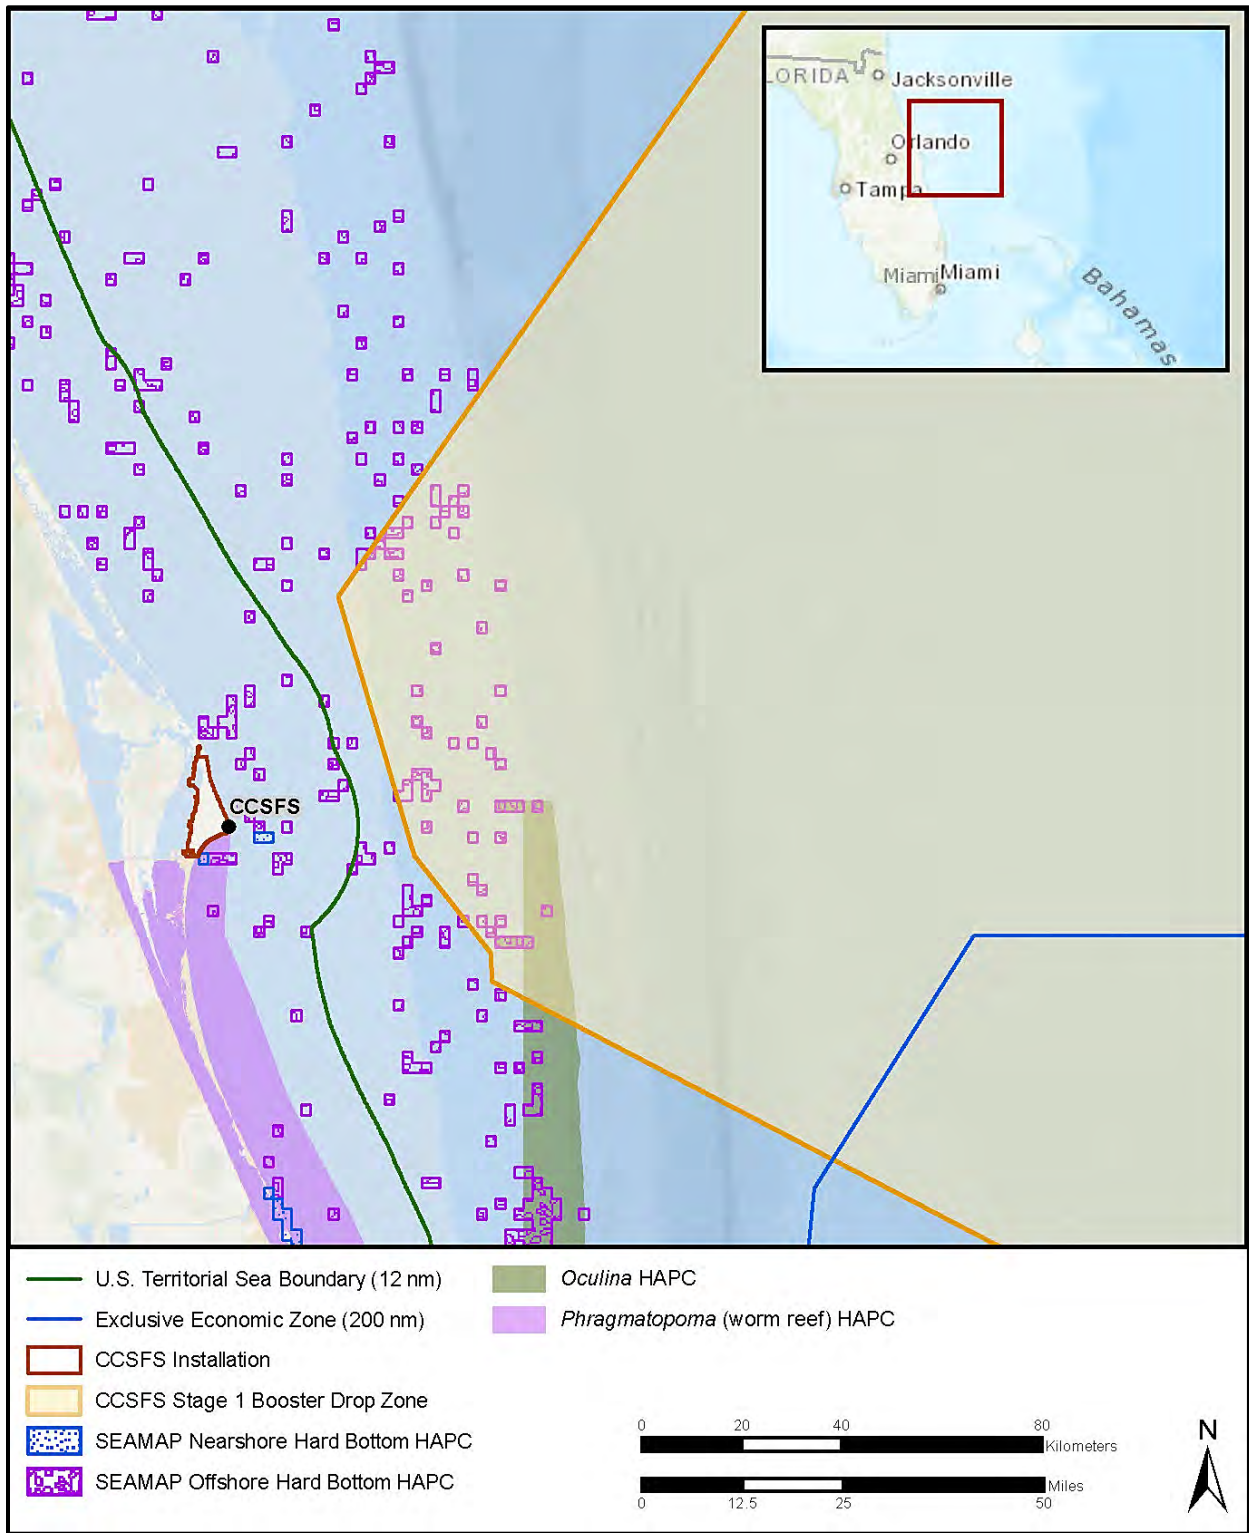 LORIDA
Jacksonville
Orlando
Tampa
Miami
Miami
Bahamas
CCSFS
U.S. Territorial Sea Boundary (12 nm)
Exclusive Economic Zone (200 nm)
CCSFS Installation
CCSFS Stage 1 Booster Drop Zone
SEAMAP Nearshore Hard Bottom HAPC
SEAMAP Offshore Hard Bottom HAPC
Oculina HAPC
Phragmatopoma (worm reef) HAPC
0 20 40 80
Kilometers
Miles
0 12.5 25 50
N